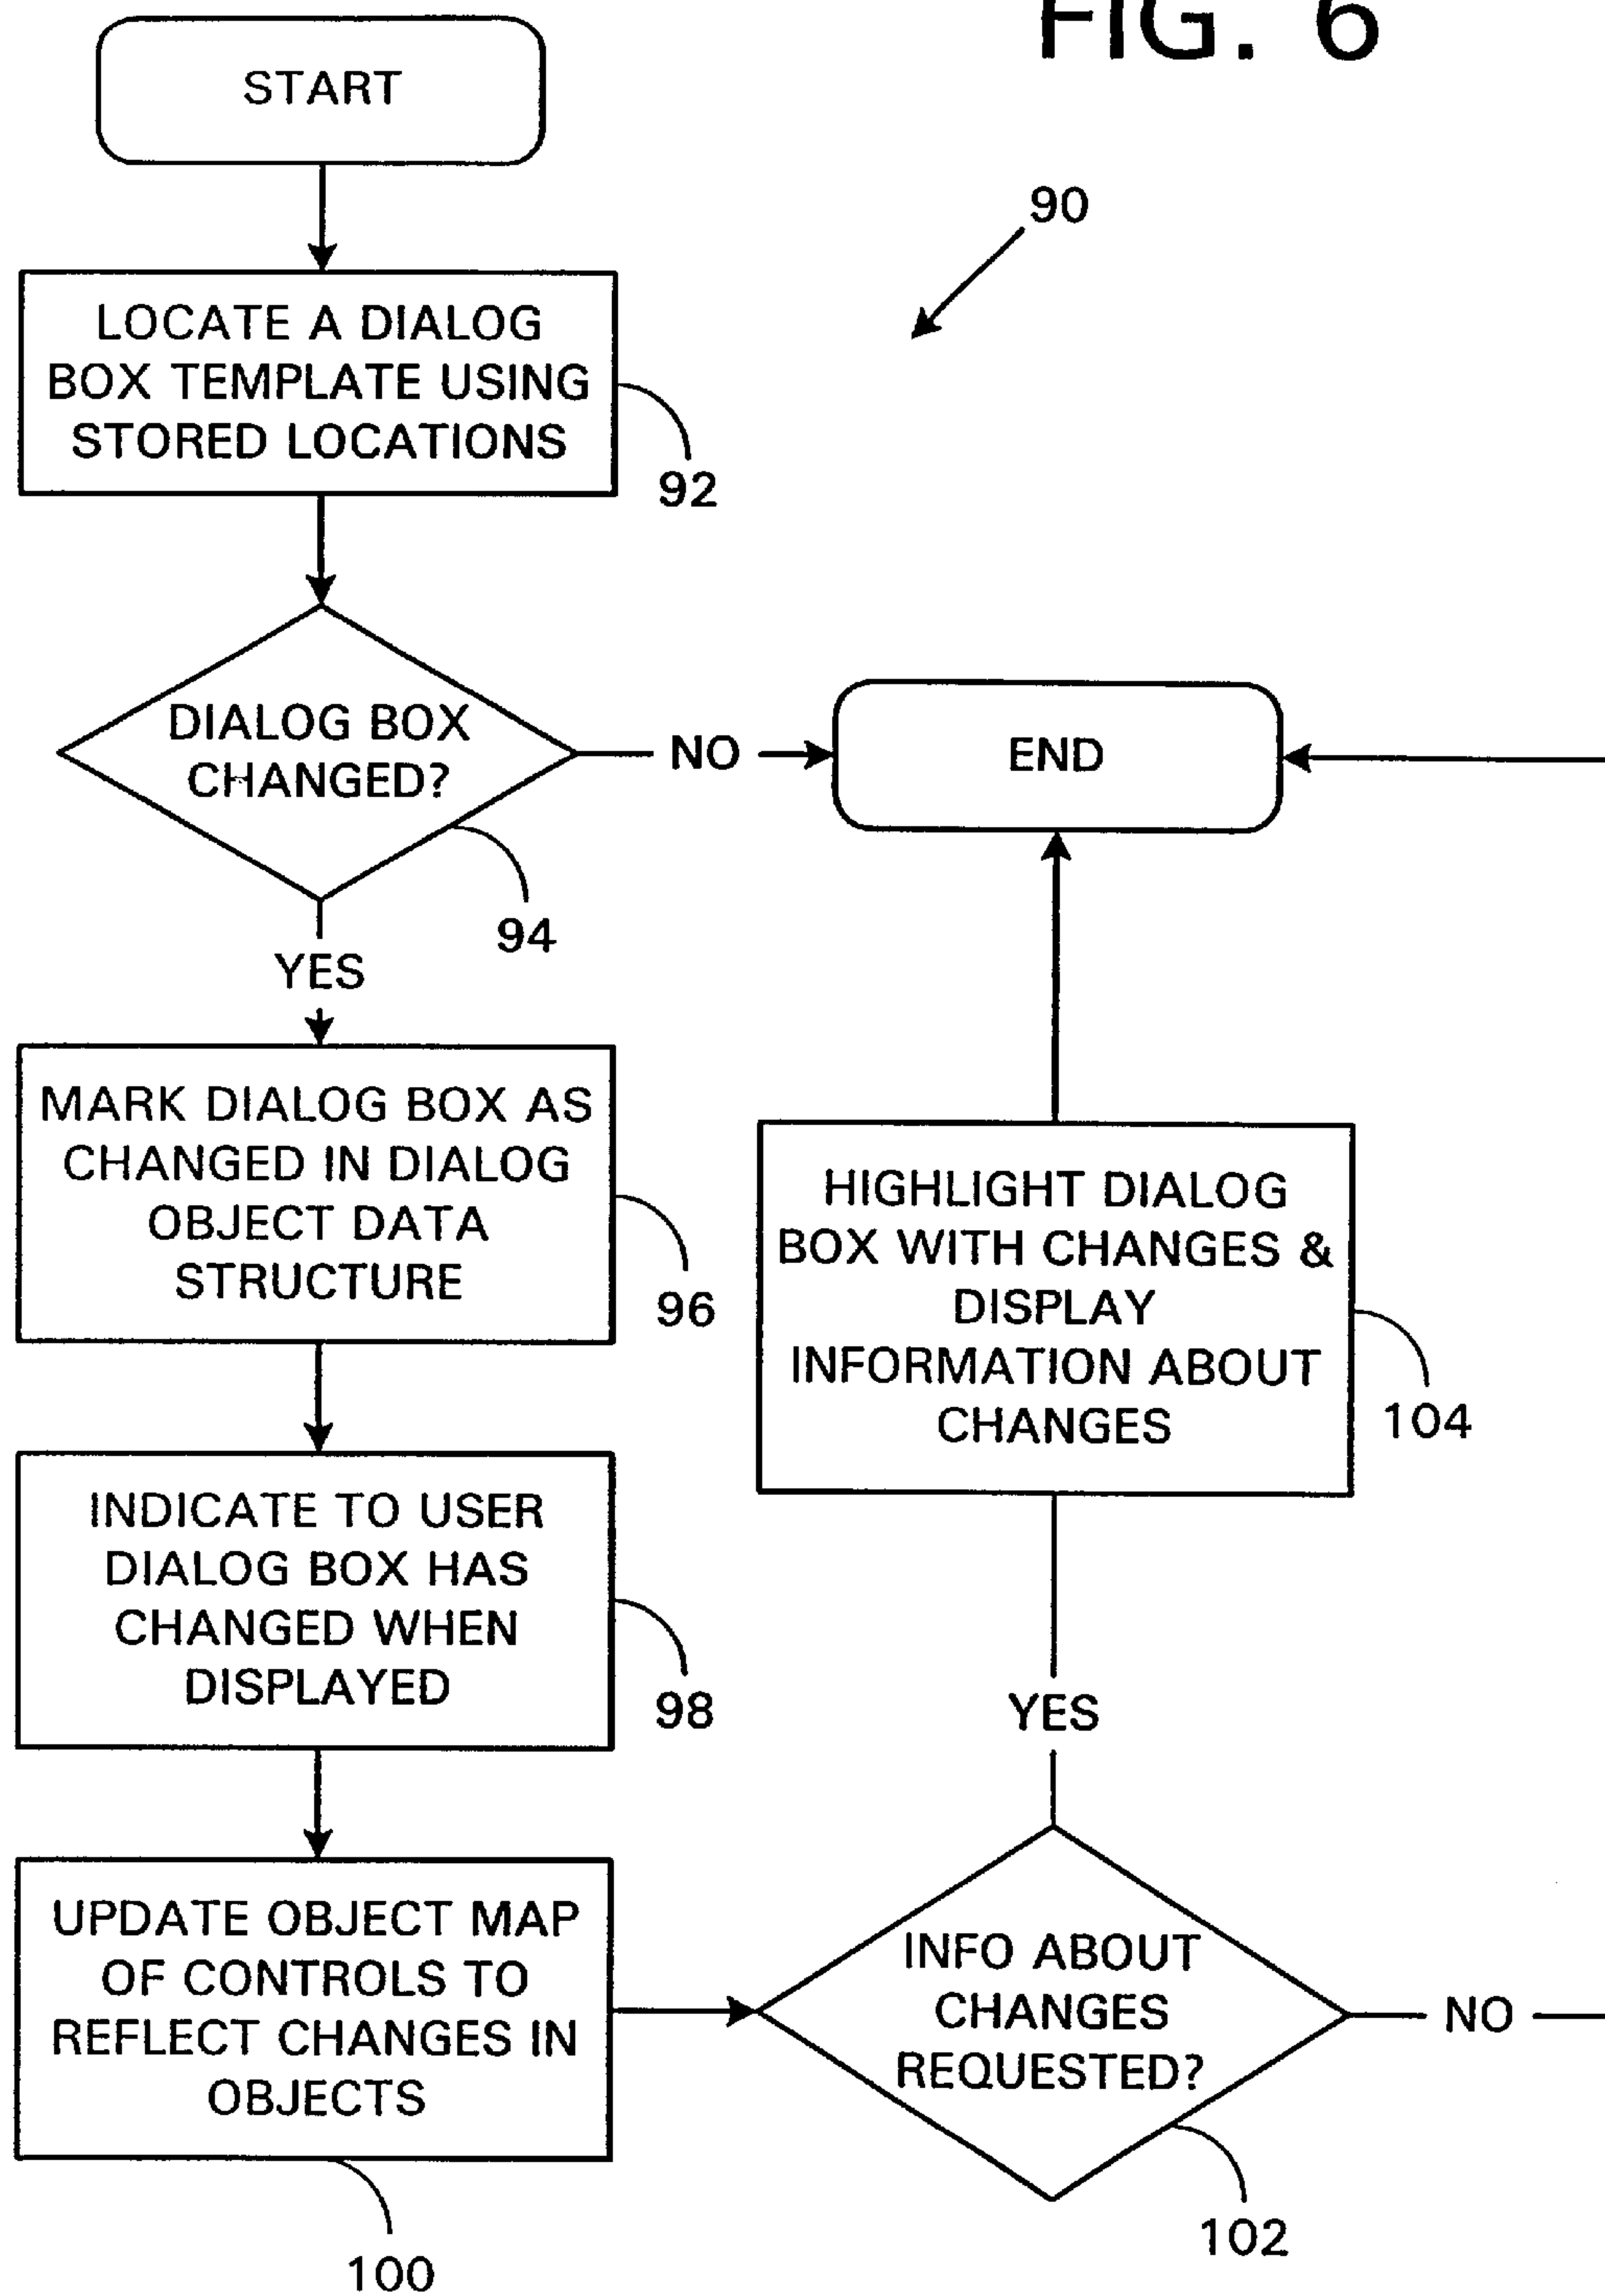 FIG. 6
START
90
LOCATE A DIALOG
BOX TEMPLATE USING
STORED LOCATIONS
92
DIALOG BOX
CHANGED?
NO
END
94
YES
MARK DIALOG BOX AS
CHANGED IN DIALOG
OBJECT DATA
STRUCTURE
96
INDICATE TO USER
DIALOG BOX HAS
CHANGED WHEN
DISPLAYED
98
UPDATE OBJECT MAP
OF CONTROLS TO
REFLECT CHANGES IN
OBJECTS
100
INFO ABOUT
CHANGES
REQUESTED?
NO
102
YES
HIGHLIGHT DIALOG
BOX WITH CHANGES &
DISPLAY
INFORMATION ABOUT
CHANGES
104